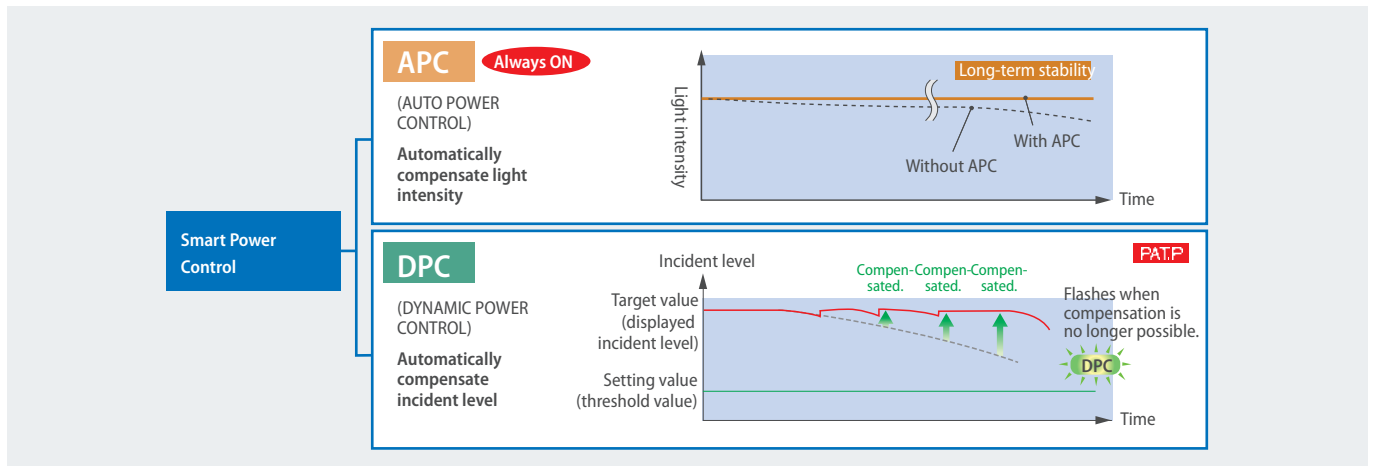 Smart Power
Control
APC
Always ON
(AUTO POWER
CONTROL)
Automatically
compensate light
intensity
Light intensity
Long-term stability
With APC
Without APC
Time
DPC
(DYNAMIC POWER
CONTROL)
Automatically
compensate
incident level
PAT.P
Incident level
Target value
(displayed
incident level)
Setting value
(threshold value)
Compen-
sated.
Compen-
sated.
Compen-
sated.
Flashes when
compensation is
no longer possible.
DPC
Time